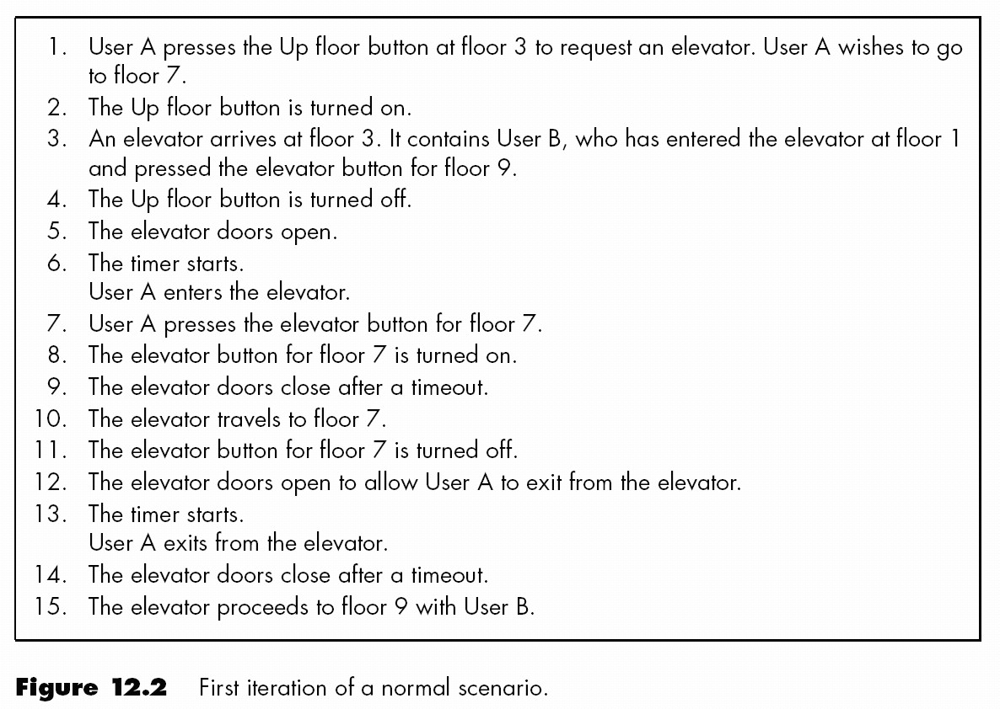 1. User A presses the Up floor button at floor 3 to request an elevator. User A wishes to go
to floor 7.
2. The Up floor button is turned on.
3. An elevator arrives at floor 3. It contains User B, who has entered the elevator at floor 1
and pressed the elevator button for floor 9.
4. The Up floor button is turned off.
5. The elevator doors open.
6. The timer starts.
User A enters the elevator.
7. User A presses the elevator button for floor 7.
8. The elevator button for floor 7 is turned on.
9. The elevator doors close after a timeout.
10. The elevator travels to floor 7.
11. The elevator button for floor 7 is turned off.
12. The elevator doors open to allow User A to exit from the elevator.
13. The timer starts.
User A exits from the elevator.
14. The elevator doors close after a timeout.
15. The elevator proceeds to floor 9 with User B.
Figure 12.2 First iteration of a normal scenario.